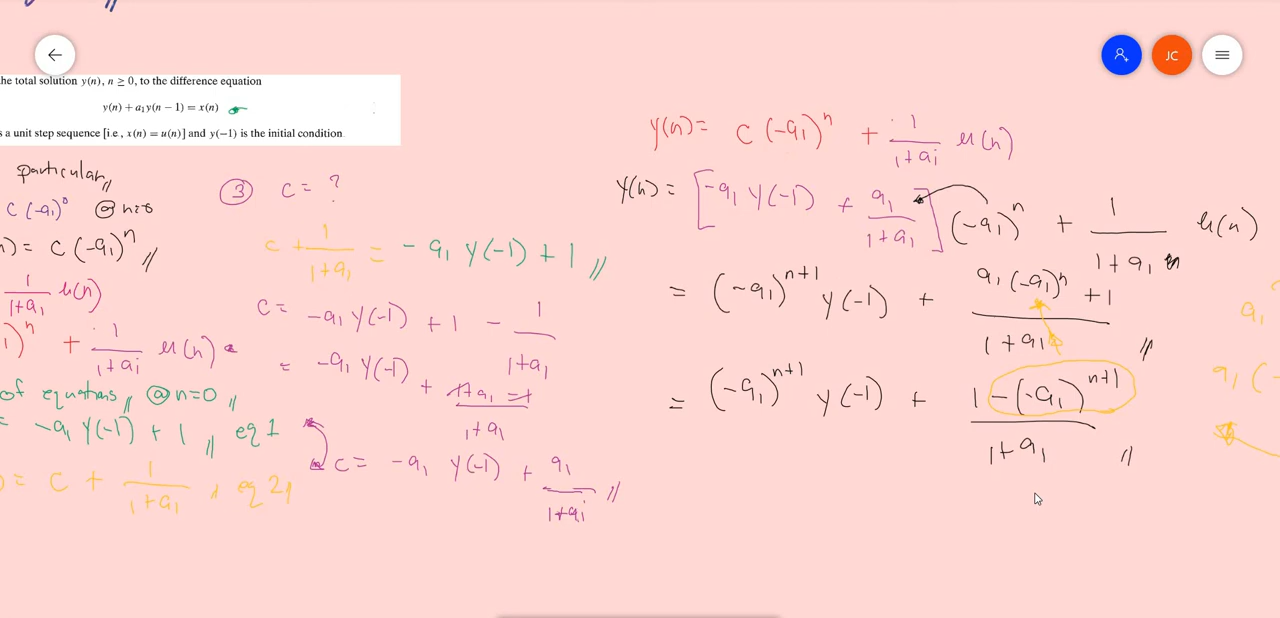 JC
he total solution y(n), n ≥ 0, to the difference equation
y(n) + a₁y(n − 1) = x(n)
s a unit step sequence [i.e., x(n) = u(n)] and y(−1) is the initial condition.
particular
C(-a₁)⁰ @ n=0
) = C(-a₁)ⁿ //
1/(1+a₁) u(n)
)ⁿ + 1/(1+a₁) u(n)
of equations // @ n=0 //
= -a₁ y(-1) + 1 // eq 1
= C + 1/(1+a₁) // eq 2
③ C = ?
C + 1/(1+a₁) = -a₁ y(-1) + 1 //
C = -a₁ y(-1) + 1 - 1/(1+a₁)
= -a₁ y(-1) + (1+a₁-1)/(1+a₁)
C = -a₁ y(-1) + a₁/(1+a₁) //
y(n) = C(-a₁)ⁿ + 1/(1+a₁) u(n)
y(n) = [-a₁ y(-1) + a₁/(1+a₁)] (-a₁)ⁿ + 1/(1+a₁) u(n)
= (-a₁)ⁿ⁺¹ y(-1) + (a₁(-a₁)ⁿ + 1)/(1+a₁) //
= (-a₁)ⁿ⁺¹ y(-1) + (1-(-a₁)ⁿ⁺¹)/(1+a₁) //
a₁
a₁(-